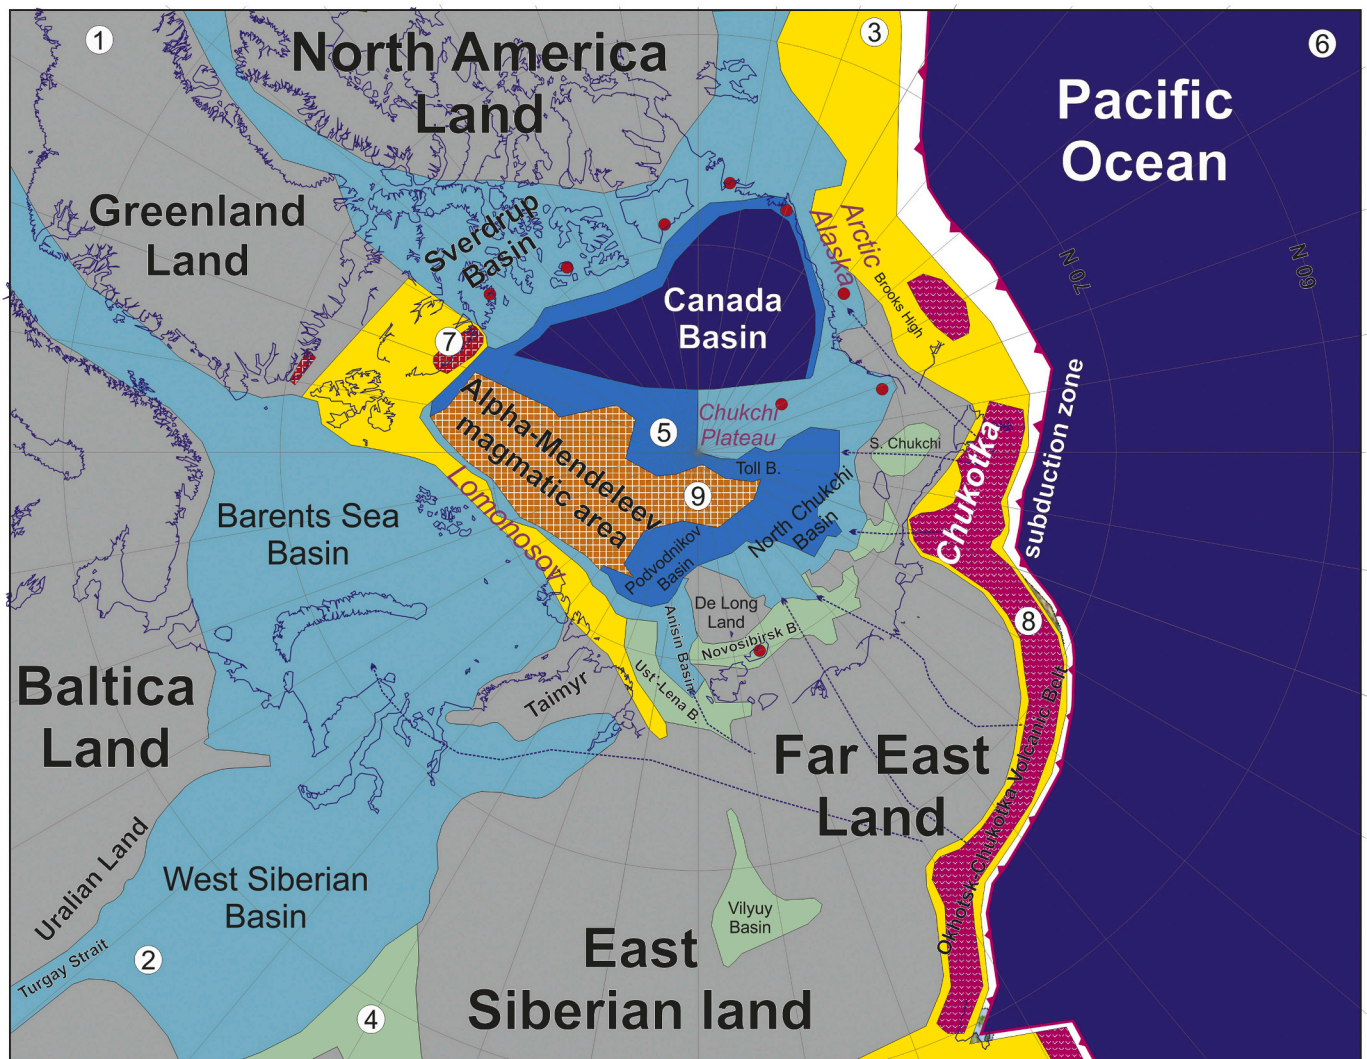 1
North America
Land
3
6
Pacific
Ocean
Greenland
Land
Sverdrup
Basin
Arctic
Alaska
Brooks High
70 N
60 N
Canada
Basin
7
Alpha-Mendeleev
magmatic area
5
Chukchi
Plateau
Toll B.
S. Chukchi
9
North Chukchi
Basin
Chukotka
subduction zone
Lomonosov
Barents Sea
Basin
Podvodnikov
Basin
De Long
Land
Anisin Basin
Novosibirsk B.
Ust'-Lena B.
8
Baltica
Land
Taimyr
Far East
Land
Okhotsk-Chukotka Volcanic Belt
Uralian Land
West Siberian
Basin
Turgay Strait
2
Vilyuy
Basin
East
Siberian land
4